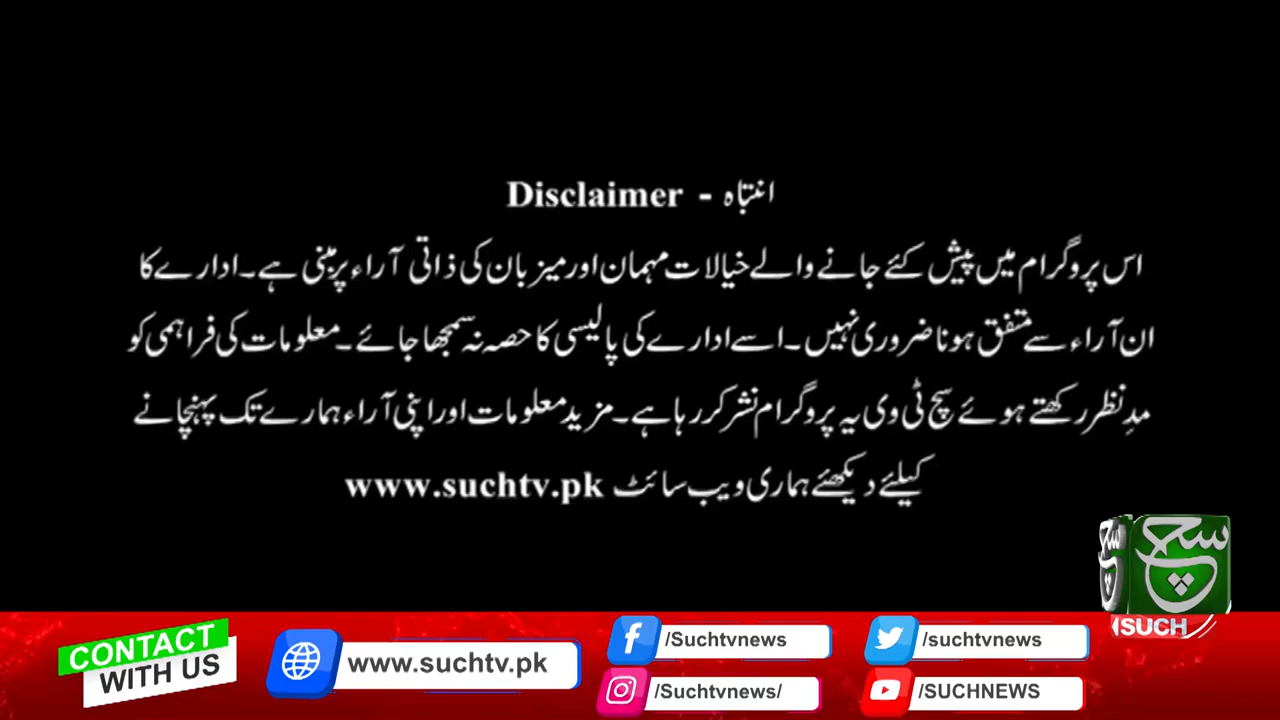 انتباہ - Disclaimer
اس پروگرام میں پیش کئے جانے والے خیالات مہمان اور میزبان کی ذاتی آراء پر مبنی ہے۔ ادارے کا
ان آراء سے متفق ہونا ضروری نہیں۔ اسے ادارے کی پالیسی کا حصہ نہ سمجھا جائے۔ معلومات کی فراہمی کو
مدِ نظر رکھتے ہوئے سچ ٹی وی یہ پروگرام نشر کر رہا ہے۔ مزید معلومات اور اپنی آراء ہمارے تک پہنچانے
کیلئے دیکھئے ہماری ویب سائٹ www.suchtv.pk
سچ
SUCH
CONTACT
WITH US
www.suchtv.pk
/Suchtvnews
/suchtvnews
/Suchtvnews/
/SUCHNEWS